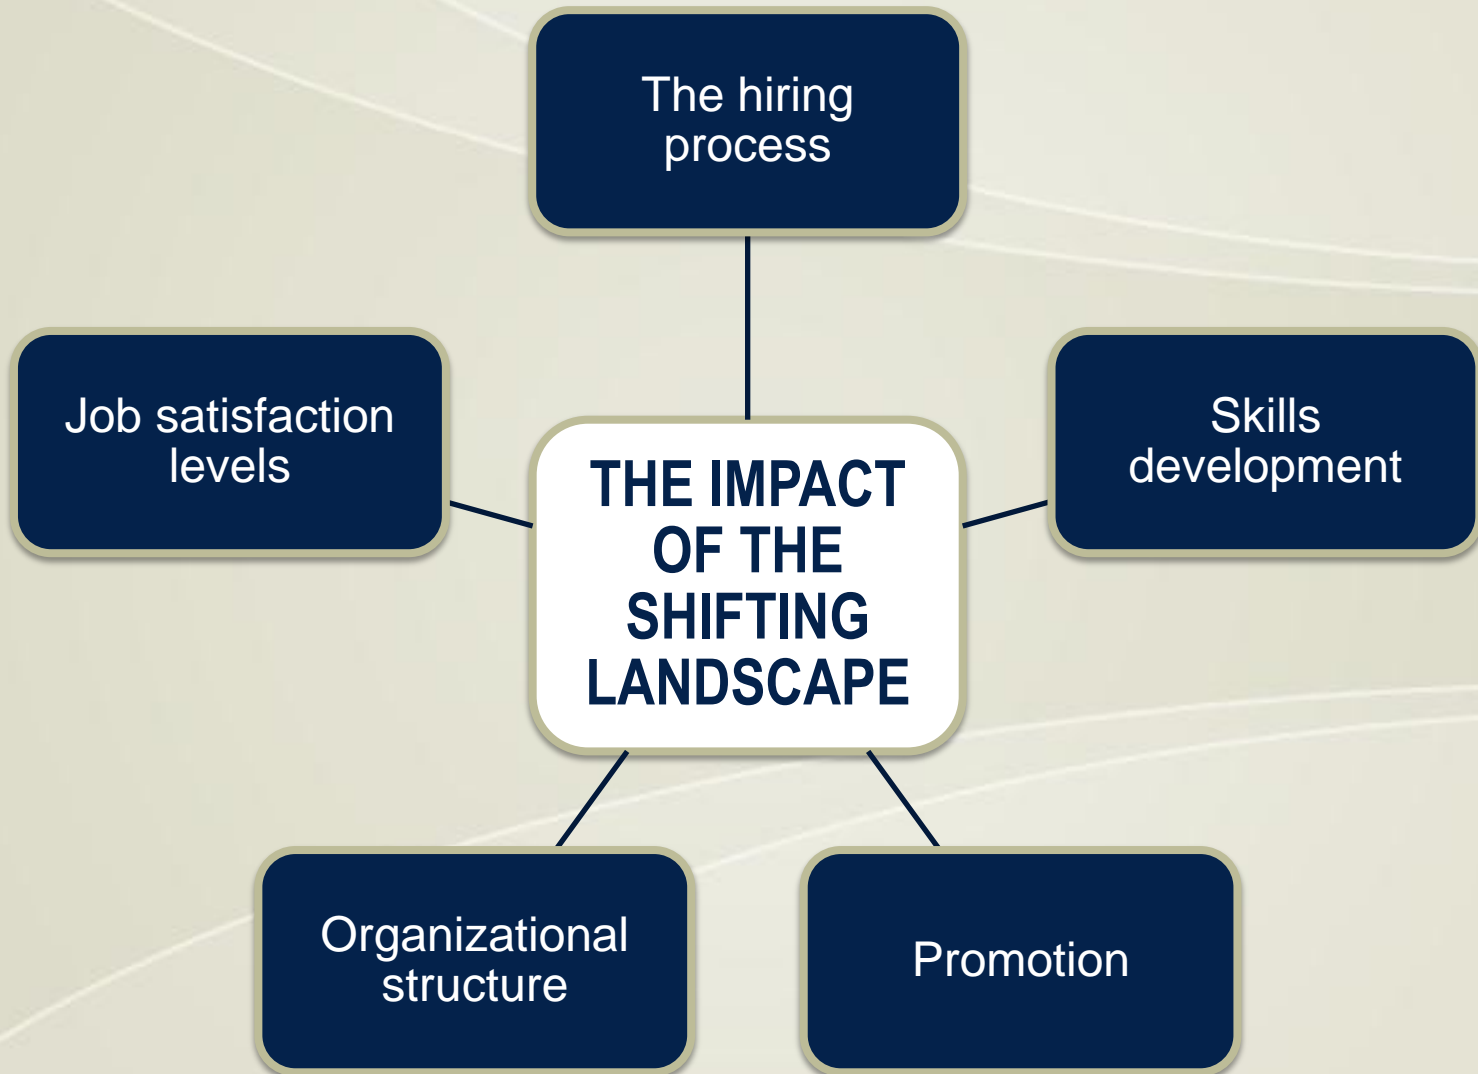 The hiring
process
Job satisfaction
levels
Skills
development
THE IMPACT
OF THE
SHIFTING
LANDSCAPE
Organizational
structure
Promotion